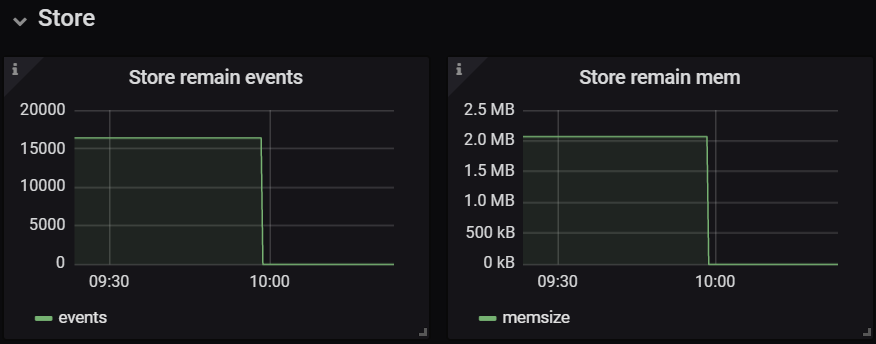 Store
Store remain events
20000
15000
10000
5000
0
09:30 10:00
events
Store remain mem
2.5 MB
2.0 MB
1.5 MB
1.0 MB
500 kB
0 kB
09:30 10:00
memsize